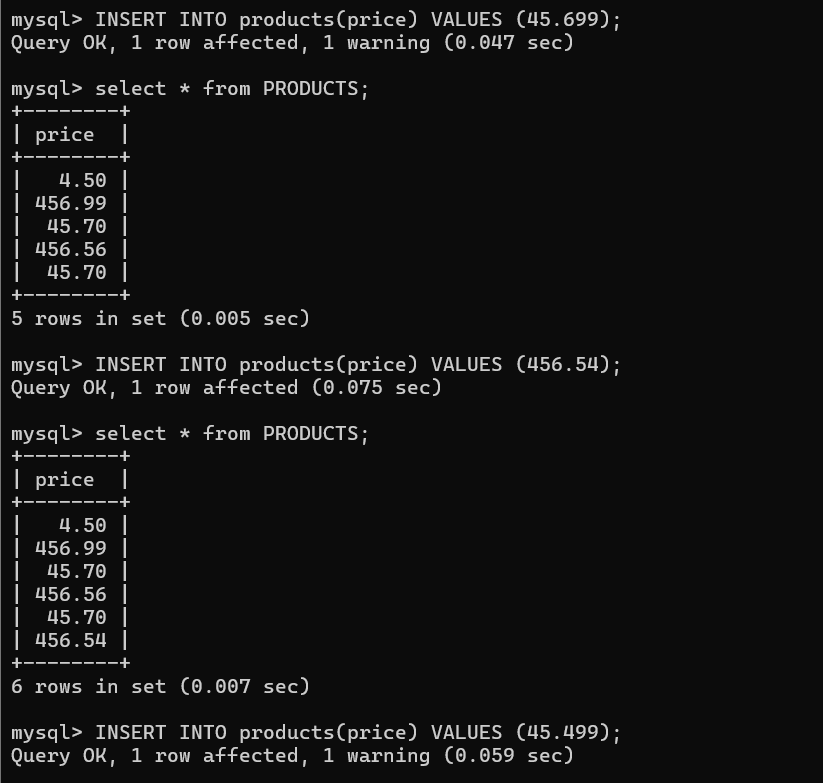 mysql> INSERT INTO products(price) VALUES (45.699);
Query OK, 1 row affected, 1 warning (0.047 sec)

mysql> select * from PRODUCTS;
+--------+
| price  |
+--------+
|   4.50 |
| 456.99 |
|  45.70 |
| 456.56 |
|  45.70 |
+--------+
5 rows in set (0.005 sec)

mysql> INSERT INTO products(price) VALUES (456.54);
Query OK, 1 row affected (0.075 sec)

mysql> select * from PRODUCTS;
+--------+
| price  |
+--------+
|   4.50 |
| 456.99 |
|  45.70 |
| 456.56 |
|  45.70 |
| 456.54 |
+--------+
6 rows in set (0.007 sec)

mysql> INSERT INTO products(price) VALUES (45.499);
Query OK, 1 row affected, 1 warning (0.059 sec)